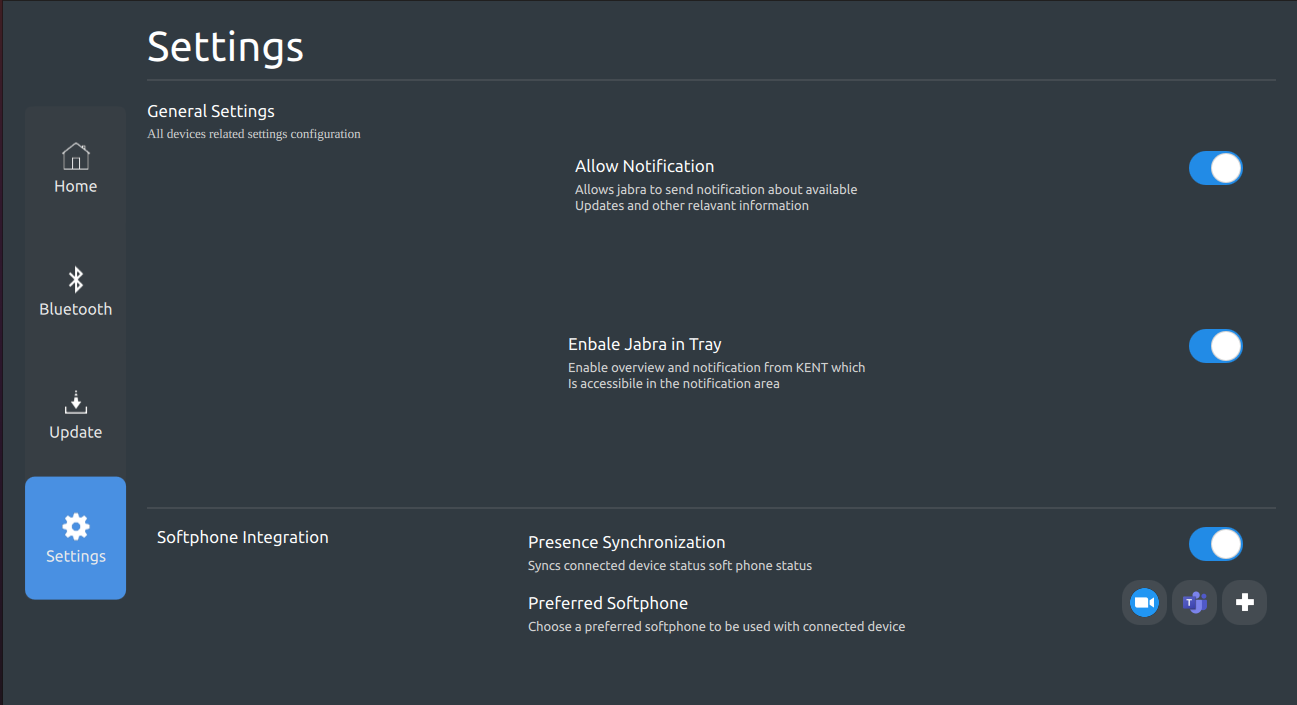 Settings
General Settings
All devices related settings configuration
Home
Bluetooth
Update
Settings
Allow Notification
Allows jabra to send notification about available
Updates and other relavant information
Enbale Jabra in Tray
Enable overview and notification from KENT which
Is accessibile in the notification area
Softphone Integration
Presence Synchronization
Syncs connected device status soft phone status
Preferred Softphone
Choose a preferred softphone to be used with connected device
T